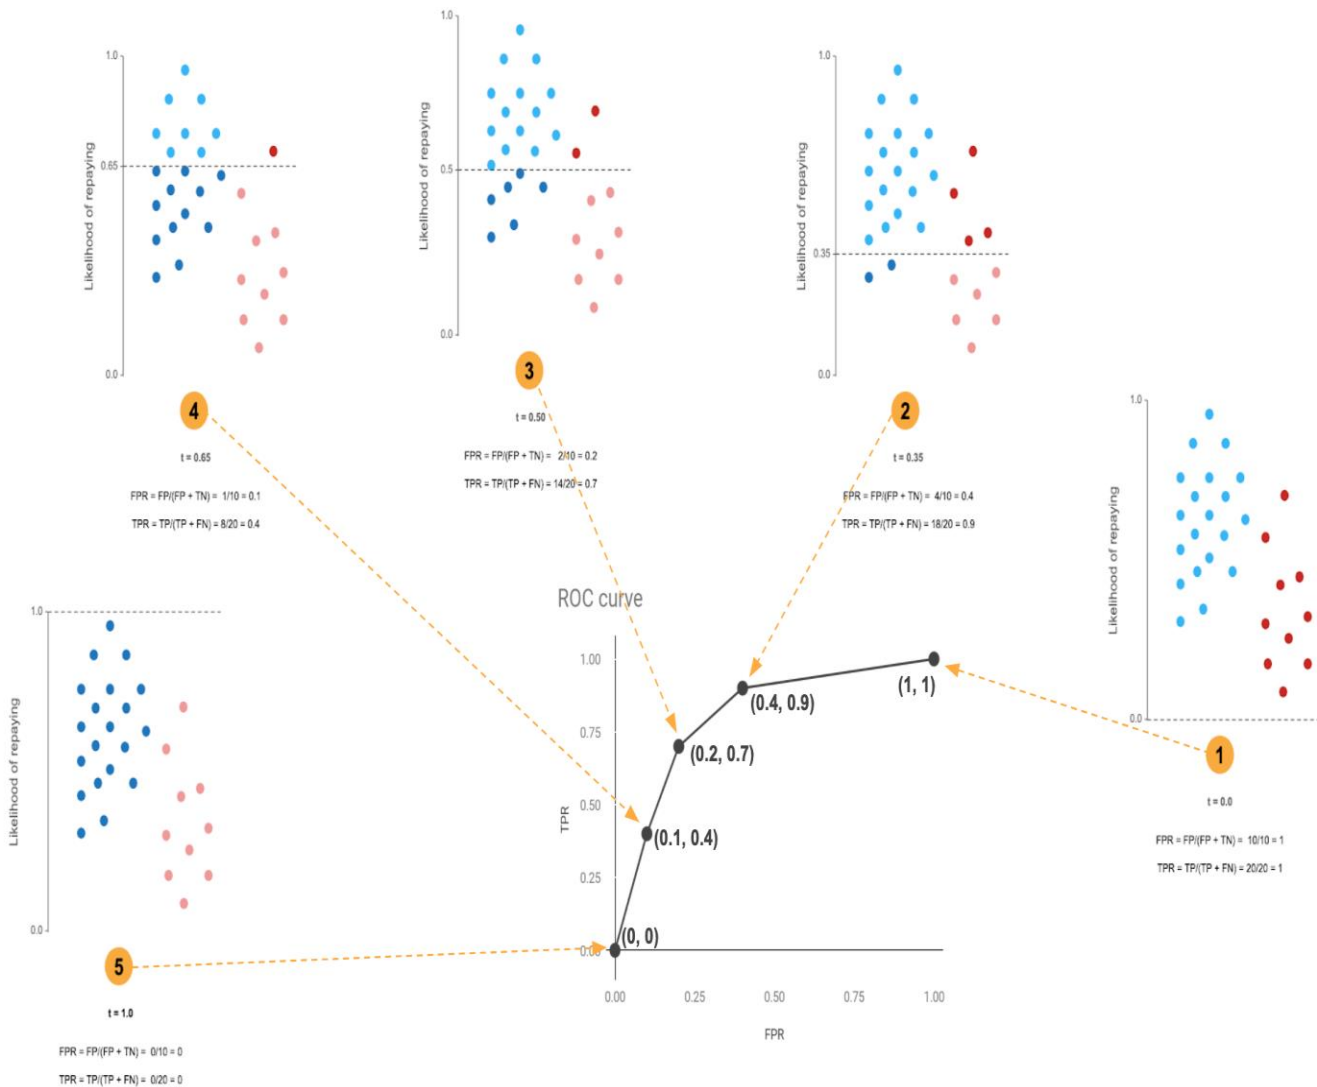 1.0
Likelihood of repaying
0.65
0.0
4
t = 0.65
FPR = FP/(FP + TN) = 1/10 = 0.1
TPR = TP/(TP + FN) = 8/20 = 0.4
1.0
Likelihood of repaying
0.5
0.0
3
t = 0.50
FPR = FP/(FP + TN) = 2/10 = 0.2
TPR = TP/(TP + FN) = 14/20 = 0.7
1.0
Likelihood of repaying
0.35
0.0
2
t = 0.35
FPR = FP/(FP + TN) = 4/10 = 0.4
TPR = TP/(TP + FN) = 18/20 = 0.9
1.0
Likelihood of repaying
0.0
1
t = 0.0
FPR = FP/(FP + TN) = 10/10 = 1
TPR = TP/(TP + FN) = 20/20 = 1
1.0
Likelihood of repaying
0.0
5
t = 1.0
FPR = FP/(FP + TN) = 0/10 = 0
TPR = TP/(TP + FN) = 0/20 = 0
ROC curve
1.00
0.75
0.50
0.25
0.00
TPR
(1, 1)
(0.4, 0.9)
(0.2, 0.7)
(0.1, 0.4)
(0, 0)
0.00 0.25 0.50 0.75 1.00
FPR